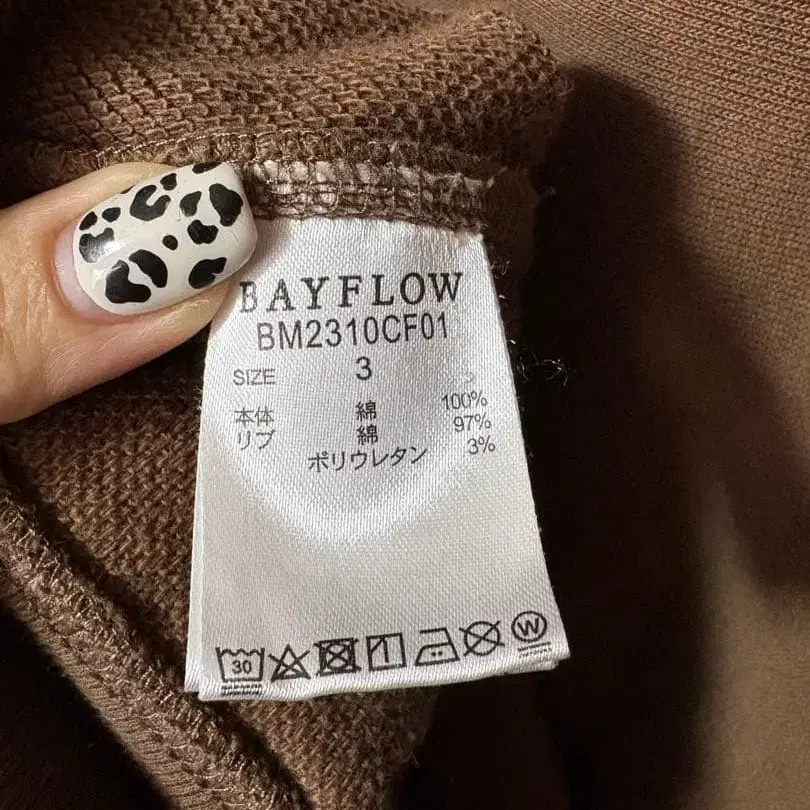 BAYFLOW
BM2310CF01
SIZE 3
本体 綿 100%
リブ 綿 97%
ポリウレタン 3%
30 W